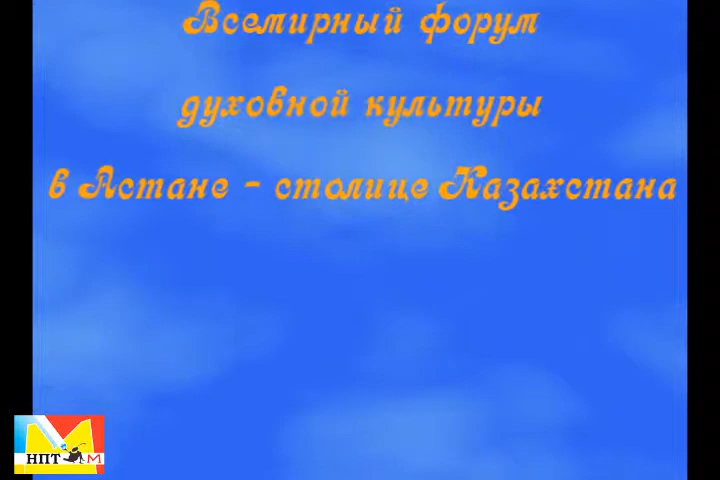 Всемирный форум
духовной культуры
в Астане - столице Казахстана
НПТ М